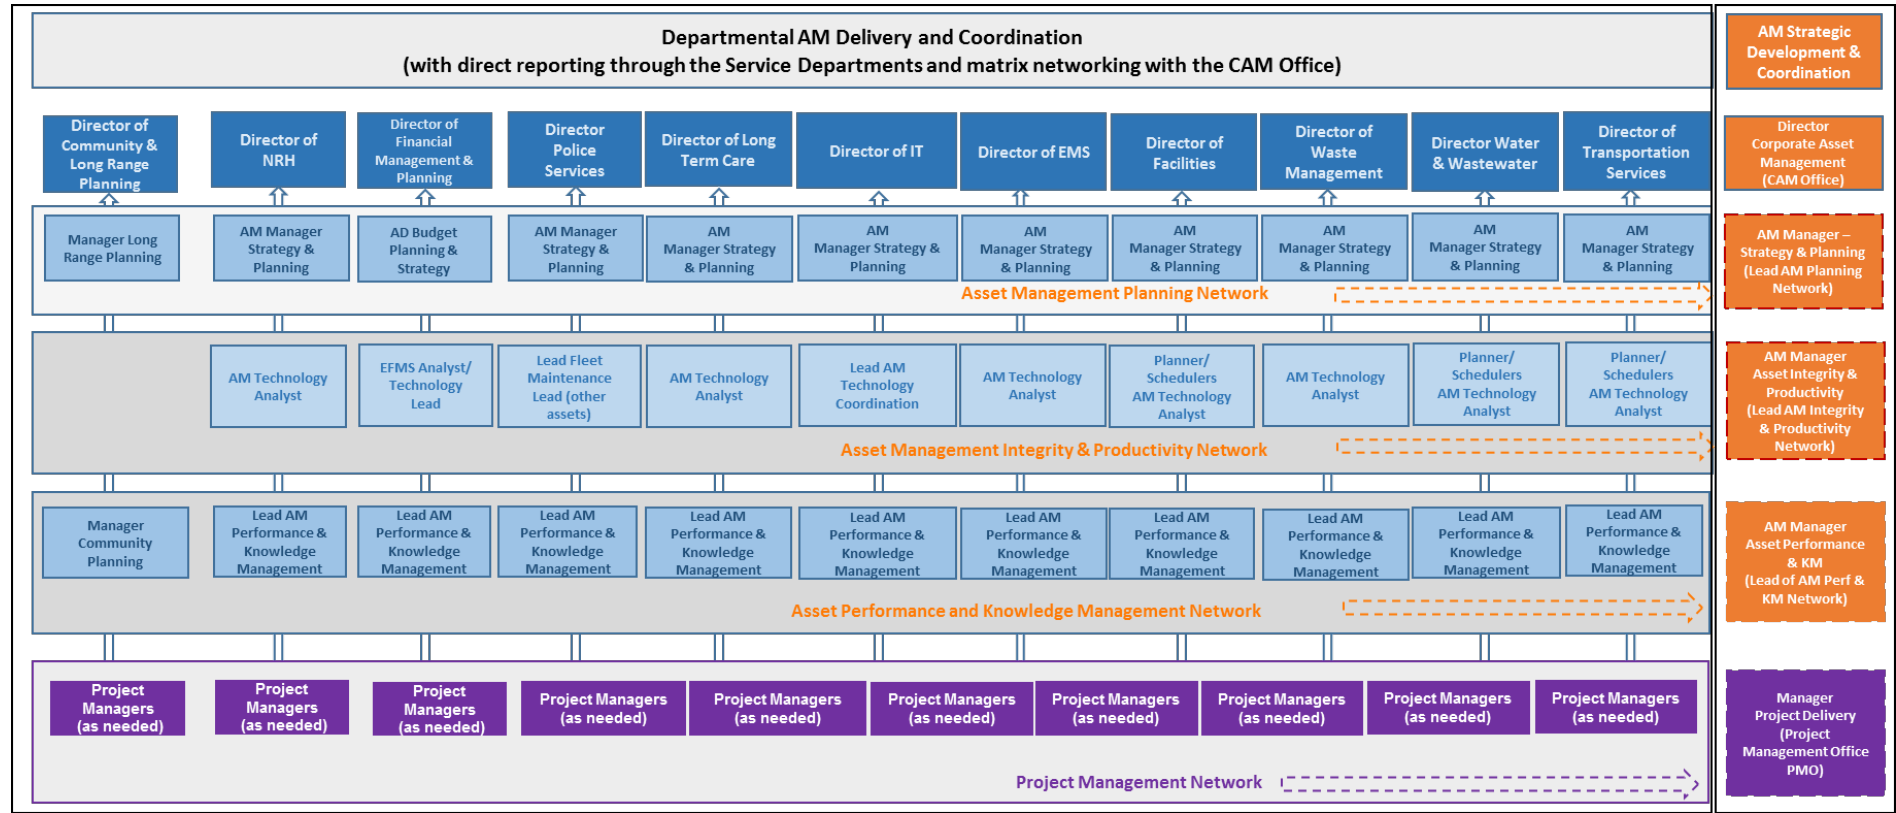 Departmental AM Delivery and Coordination
(with direct reporting through the Service Departments and matrix networking with the CAM Office)
AM Strategic
Development &
Coordination
Director of
Community &
Long Range
Planning
Director of
NRH
Director of
Financial
Management &
Planning
Director
Police
Services
Director of Long
Term Care
Director of IT
Director of EMS
Director of
Facilities
Director of
Waste
Management
Director Water
& Wastewater
Director of
Transportation
Services
Director
Corporate Asset
Management
(CAM Office)
Manager Long
Range Planning
AM Manager
Strategy &
Planning
AD Budget
Planning &
Strategy
AM Manager
Strategy &
Planning
AM
Manager Strategy
& Planning
AM
Manager Strategy &
Planning
AM
Manager Strategy
& Planning
AM
Manager Strategy
& Planning
AM
Manager Strategy
& Planning
AM
Manager Strategy
& Planning
AM
Manager Strategy
& Planning
AM Manager –
Strategy & Planning
(Lead AM Planning
Network)
Asset Management Planning Network
AM Technology
Analyst
EFMS Analyst/
Technology
Lead
Lead Fleet
Maintenance
Lead (other
assets)
AM Technology
Analyst
Lead AM
Technology
Coordination
AM Technology
Analyst
Planner/
Schedulers
AM Technology
Analyst
AM Technology
Analyst
Planner/
Schedulers
AM Technology
Analyst
Planner/
Schedulers
AM Technology
Analyst
AM Manager
Asset Integrity &
Productivity
(Lead AM Integrity
& Productivity
Network)
Asset Management Integrity & Productivity Network
Manager
Community
Planning
Lead AM
Performance &
Knowledge
Management
Lead AM
Performance &
Knowledge
Management
Lead AM
Performance &
Knowledge
Management
Lead AM
Performance &
Knowledge
Management
Lead AM
Performance &
Knowledge
Management
Lead AM
Performance &
Knowledge
Management
Lead AM
Performance &
Knowledge
Management
Lead AM
Performance &
Knowledge
Management
Lead AM
Performance &
Knowledge
Management
Lead AM
Performance &
Knowledge
Management
AM Manager
Asset Performance
& KM
(Lead of AM Perf &
KM Network)
Asset Performance and Knowledge Management Network
Project
Managers
(as needed)
Project
Managers
(as needed)
Project
Managers
(as needed)
Project Managers
(as needed)
Project Managers
(as needed)
Project Managers
(as needed)
Project Managers
(as needed)
Project Managers
(as needed)
Project Managers
(as needed)
Project Managers
(as needed)
Manager
Project Delivery
(Project
Management Office
PMO)
Project Management Network